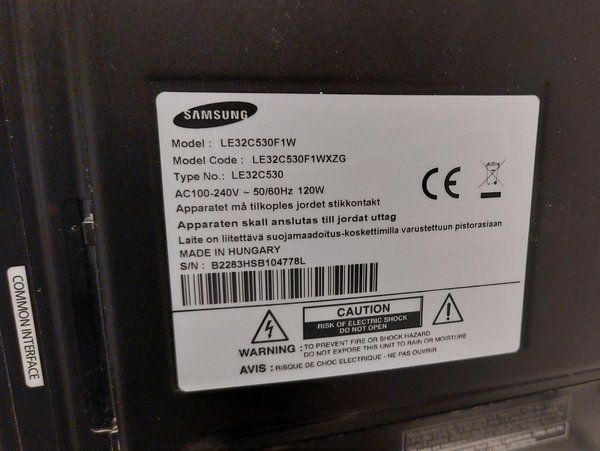 SAMSUNG
Model : LE32C530F1W
Model Code : LE32C530F1WXZG
Type No.: LE32C530
AC100-240V ~ 50/60Hz 120W
Apparatet må tilkoples jordet stikkontakt
Apparaten skall anslutas till jordat uttag
Laite on liitettävä suojamaadoitus-koskettimilla varustettuun pistorasiaan
MADE IN HUNGARY
S/N : B2283HSB104778L
CE
CAUTION
RISK OF ELECTRIC SHOCK
DO NOT OPEN
WARNING : TO PREVENT FIRE OR SHOCK HAZARD
DO NOT EXPOSE THIS UNIT TO RAIN OR MOISTURE
AVIS : RISQUE DE CHOC ELECTRIQUE - NE PAS OUVRIR
COMMON INTERFACE